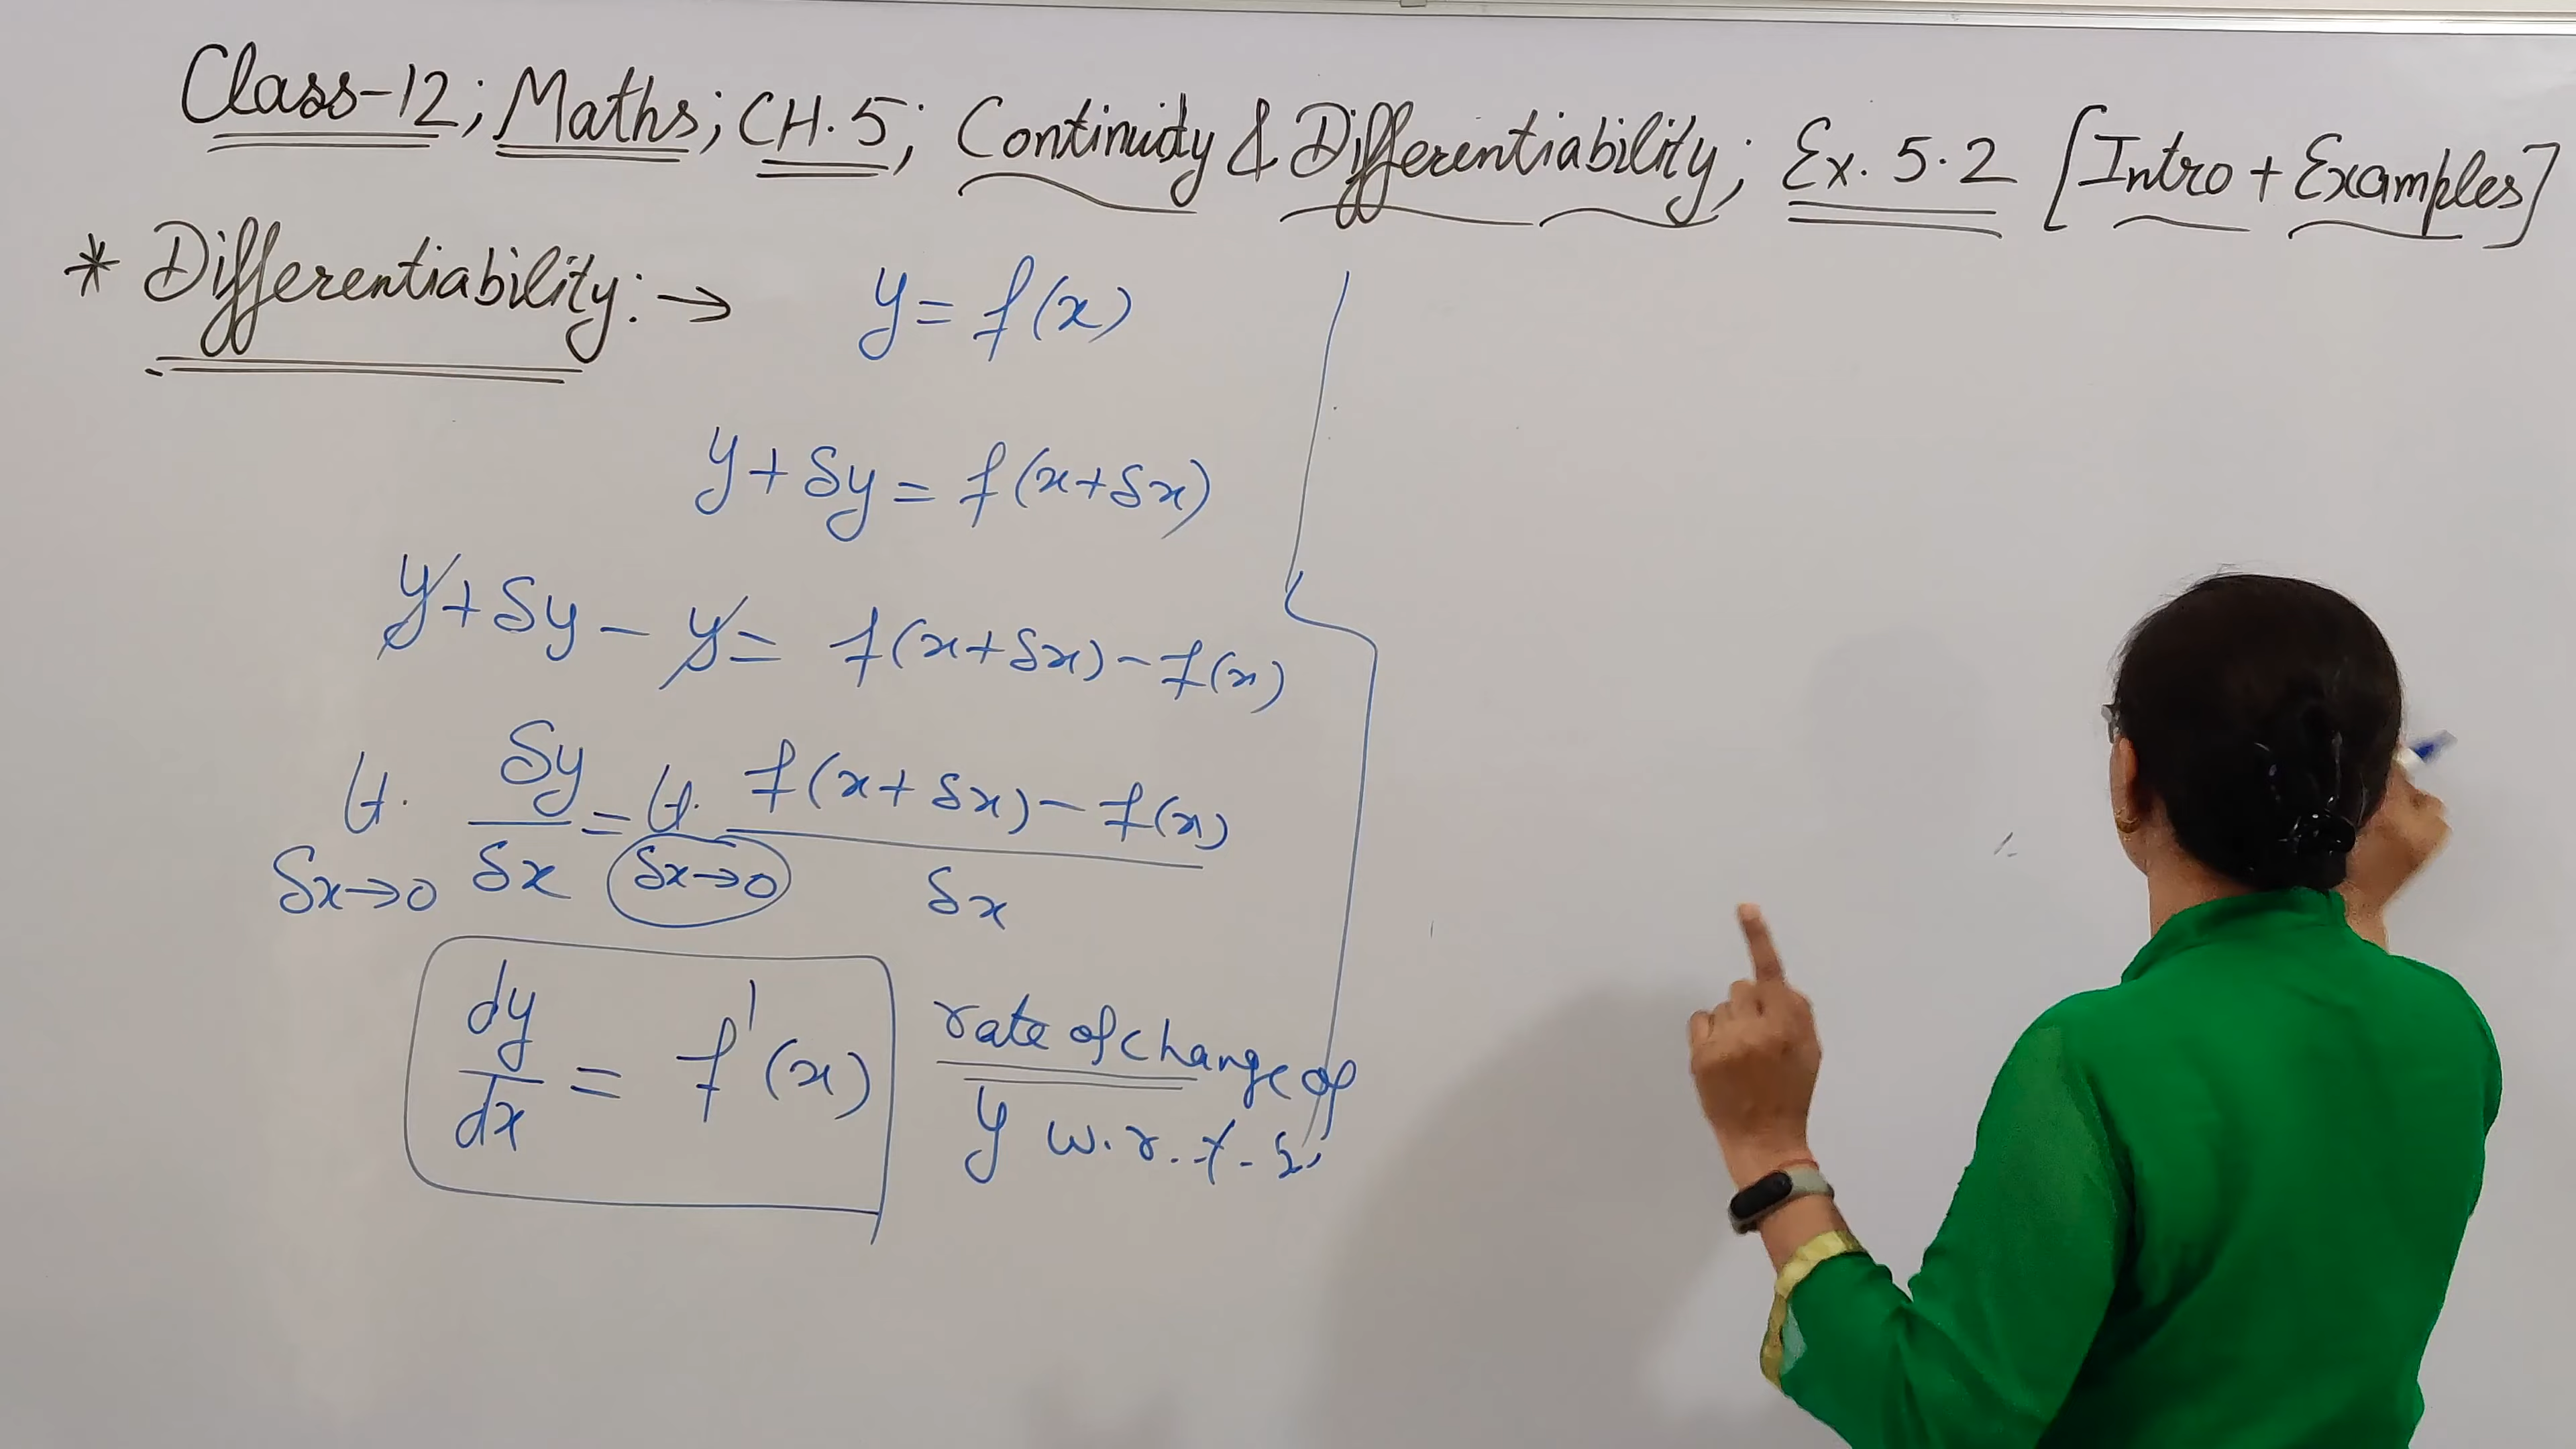 Class-12; Maths; CH.5; Continuity & Differentiability; Ex. 5.2 [Intro + Examples]
* Differentiability: → y = f(x)
y + δy = f(x+δx)
y + δy - y = f(x+δx) - f(x)
lt. δy/δx = lt. f(x+δx) - f(x)/δx
δx→0 δx→0
dy/dx = f'(x)
rate of change of
y w.r.t.